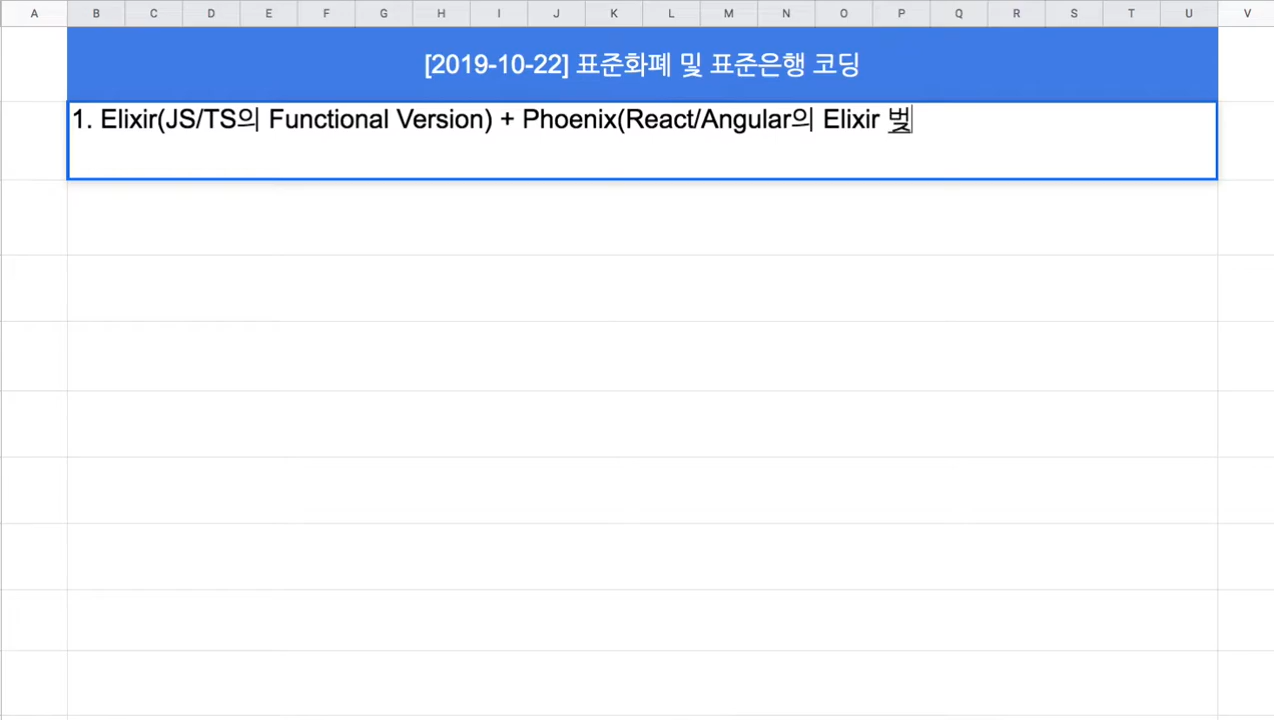 A B C D E F G H I J K L M N O P Q R S T U V
[2019-10-22] 표준화폐 및 표준은행 코딩
1. Elixir(JS/TS의 Functional Version) + Phoenix(React/Angular의 Elixir 벚